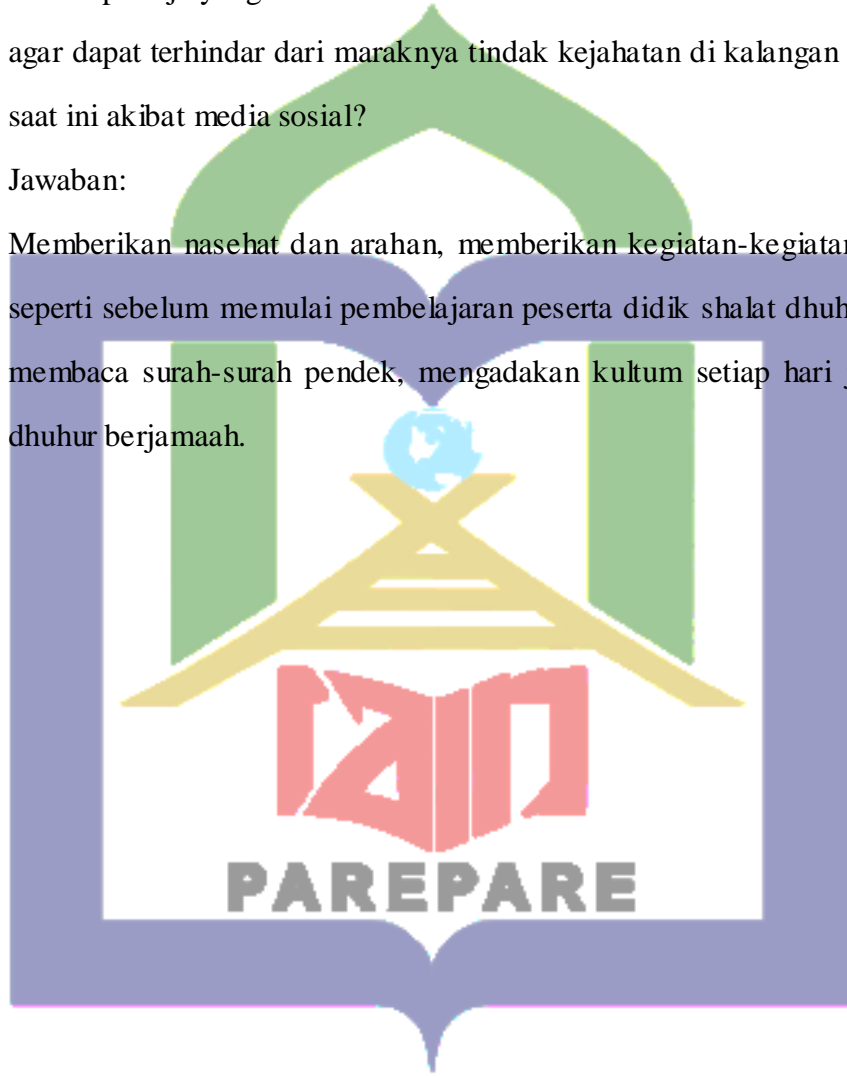 agar dapat terhindar dari maraknya tindak kejahatan di kalangan
saat ini akibat media sosial?
Jawaban:
Memberikan nasehat dan arahan, memberikan kegiatan-kegiatan
seperti sebelum memulai pembelajaran peserta didik shalat
membaca surah-surah pendek, mengadakan kultum setiap hari
dhuhur berjamaah.
iain
PAREPARE